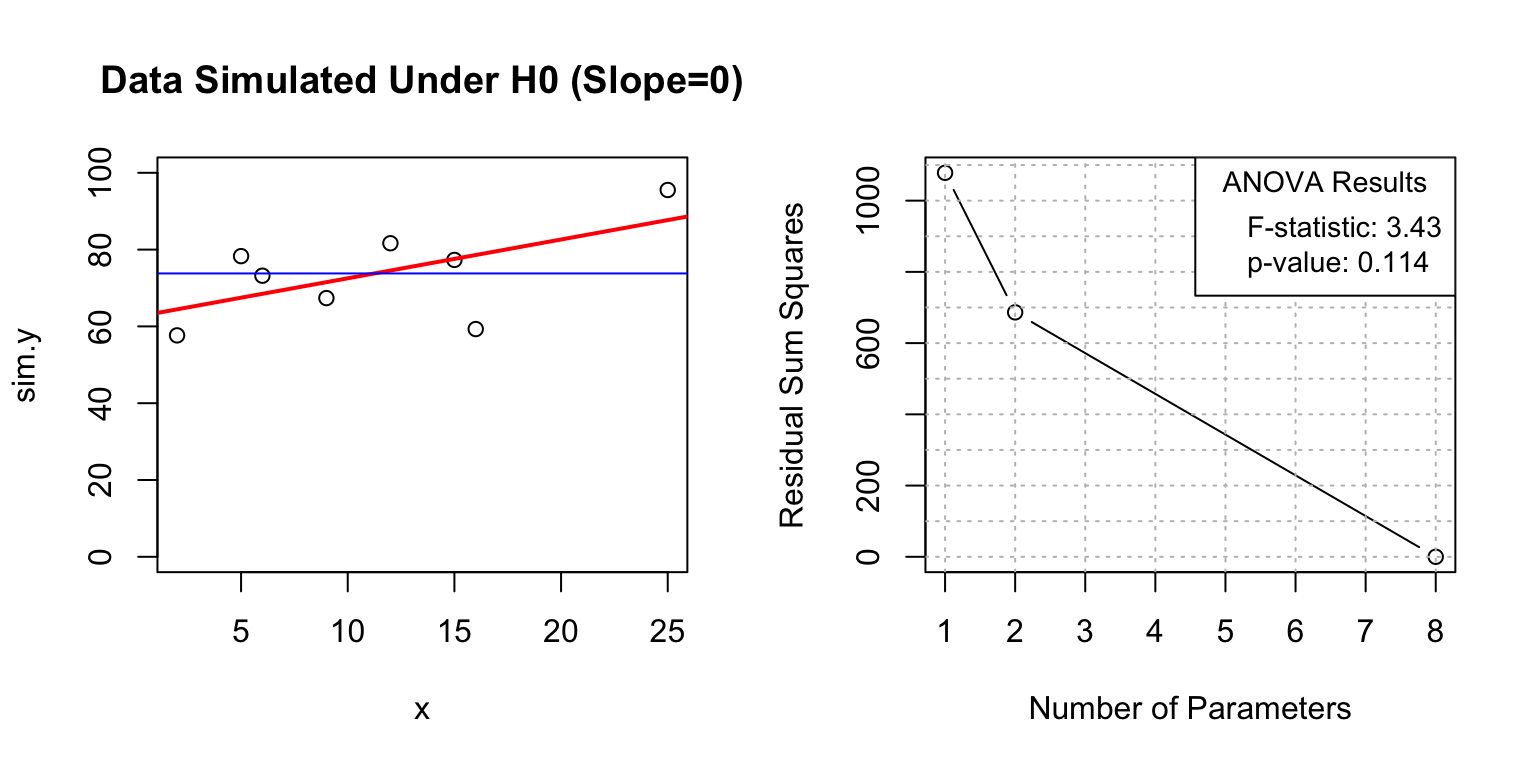 Data Simulated Under H0 (Slope=0)
sim.y
100
80
60
40
20
0
5 10 15 20 25
x
Residual Sum Squares
1000
600
200
0
ANOVA Results
F-statistic: 3.43
p-value: 0.114
1 2 3 4 5 6 7 8
Number of Parameters